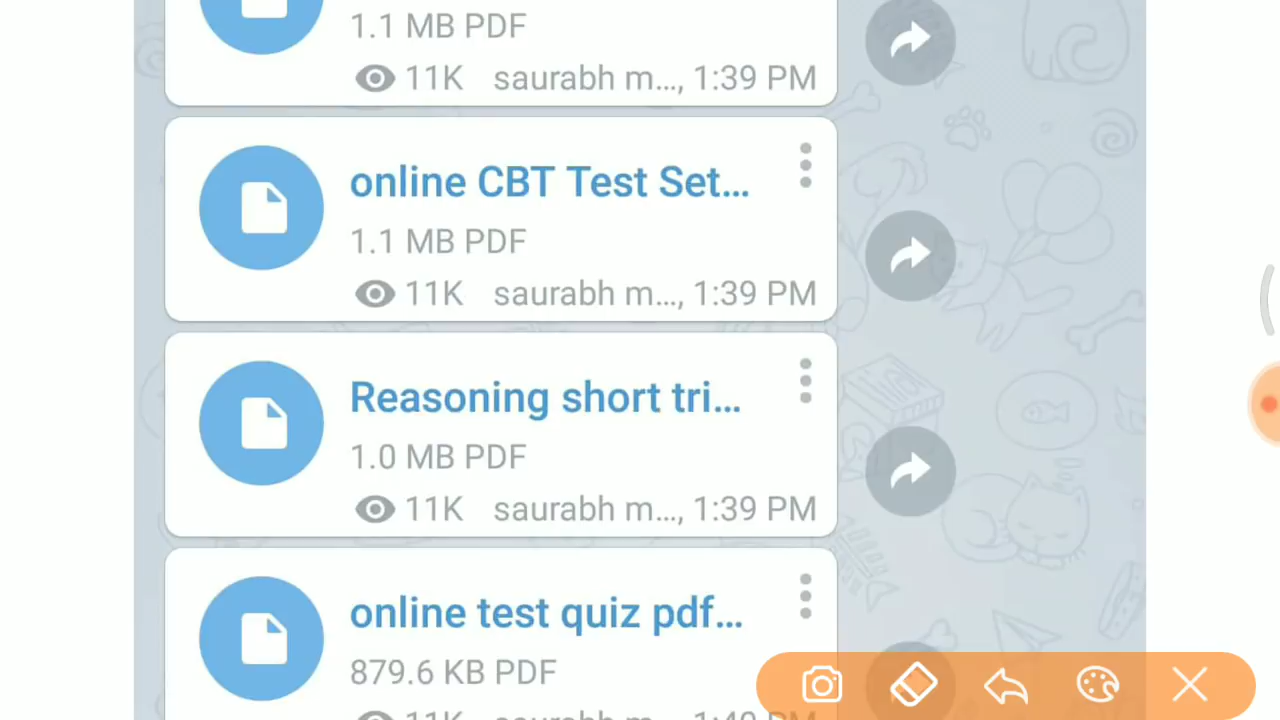 1.1 MB PDF
11K saurabh m..., 1:39 PM
online CBT Test Set...
1.1 MB PDF
11K saurabh m..., 1:39 PM
Reasoning short tri...
1.0 MB PDF
11K saurabh m..., 1:39 PM
online test quiz pdf...
879.6 KB PDF